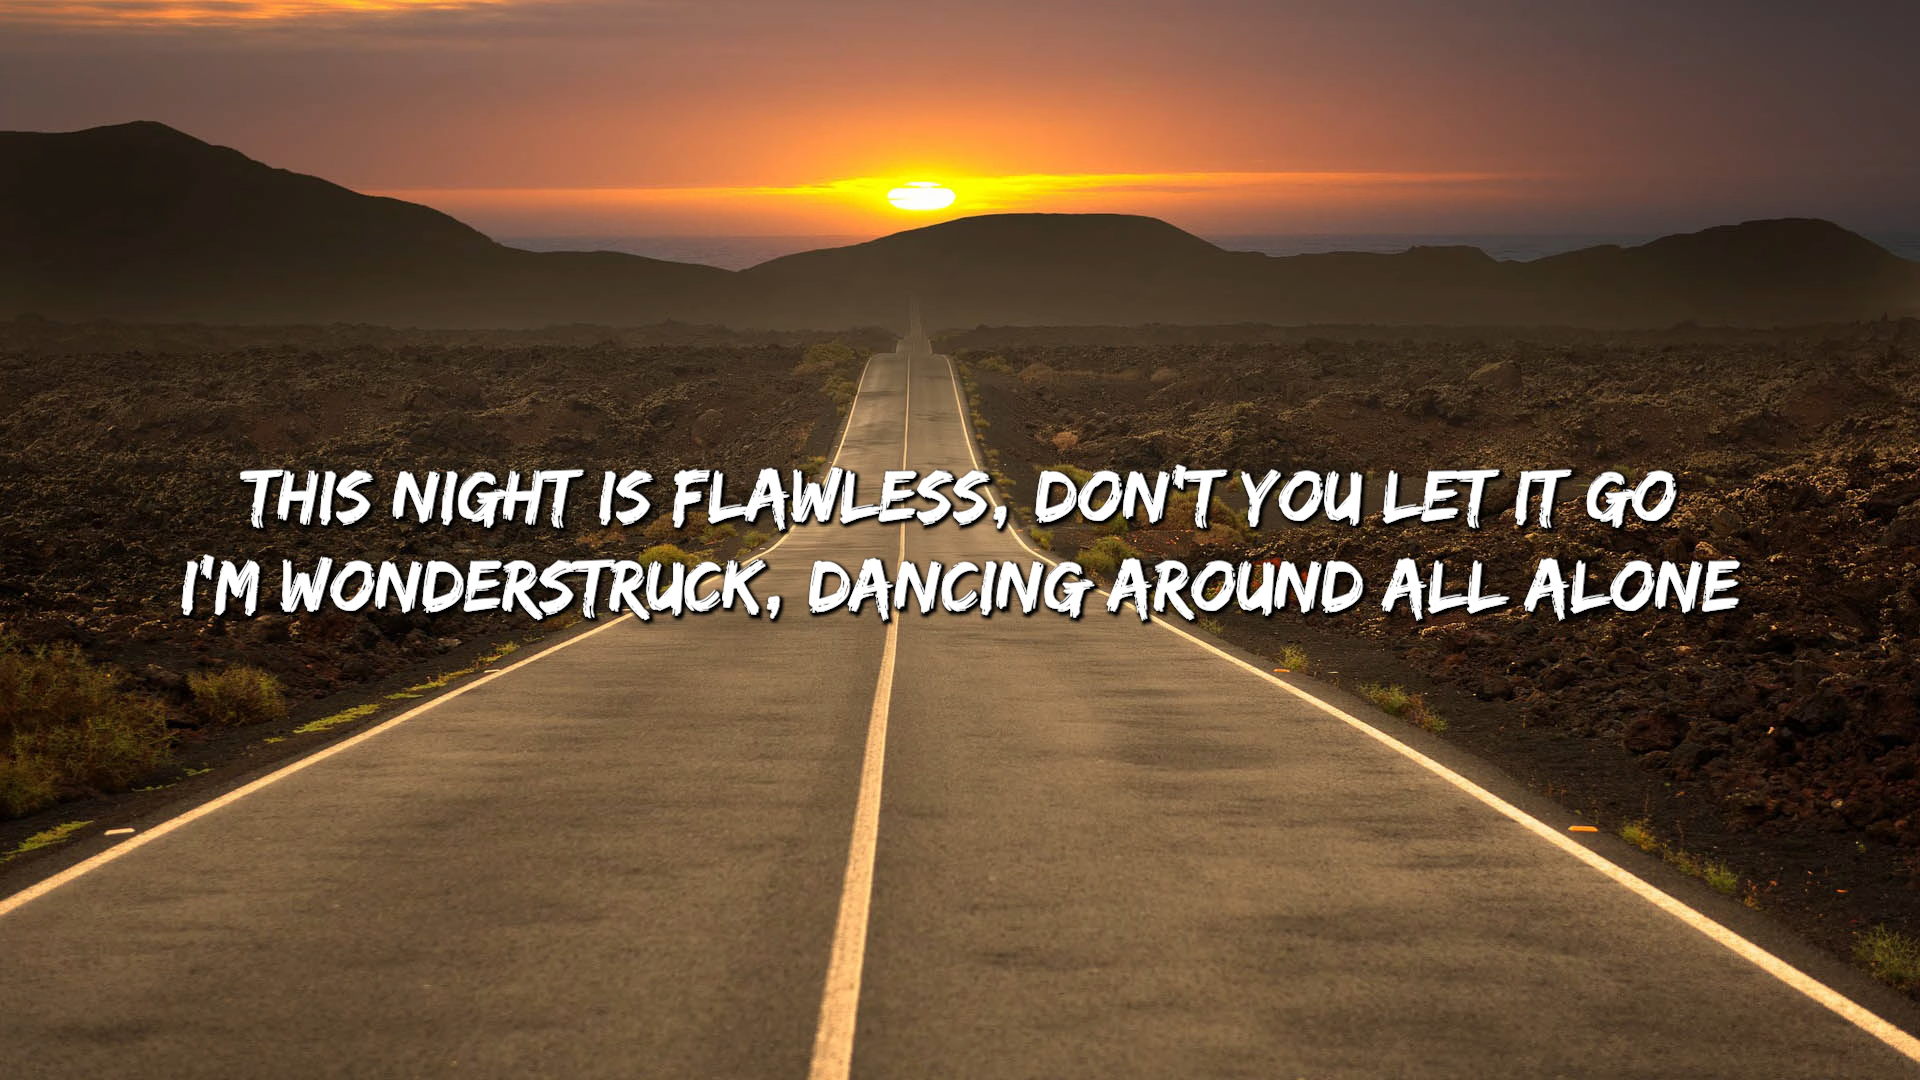 THIS NIGHT IS FLAWLESS, DON'T YOU LET IT GO
I'M WONDERSTRUCK, DANCING AROUND ALL ALONE